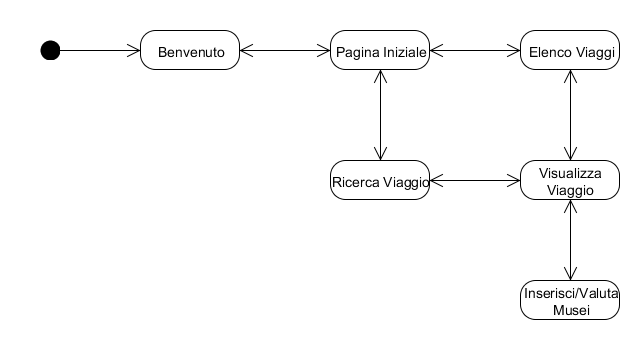 Benvenuto
Pagina Iniziale
Elenco Viaggi
Ricerca Viaggio
Visualizza
Viaggio
Inserisci/Valuta
Musei